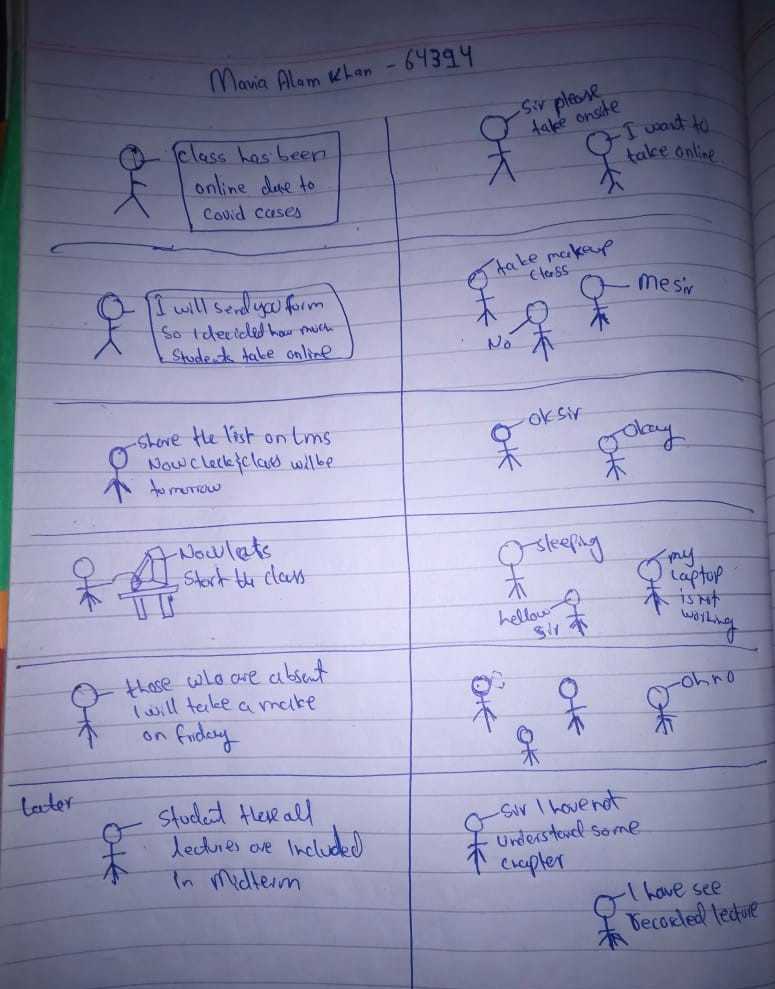 Mavia Alam Khan - 64394
class has been
online due to
covid cases
Sir please
take onsite
I want to
take online
I will send you form
so I decided how much
Students take online
take makeup
class
No
me sir
share the list on Lms
Now check & class will be
tomorrow
ok sir
okay
Now lets
Start the class
sleeping
hellow
sir
my
Laptop
is not
working
those who are absent
I will take a make
on friday
oh no
Later
Student these all
lectures are Included
In Midterm
Sir I have not
understand some
chapter
I have see
recorded lecture